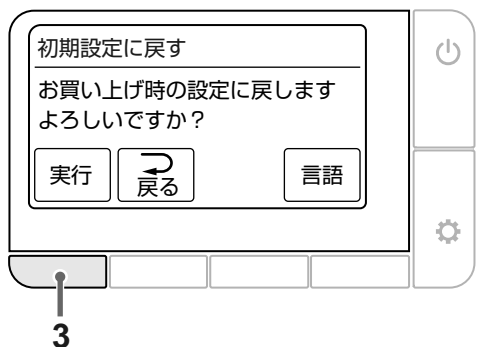 初期設定に戻す
お買い上げ時の設定に戻します
よろしいですか？
実行 戻る 言語
3